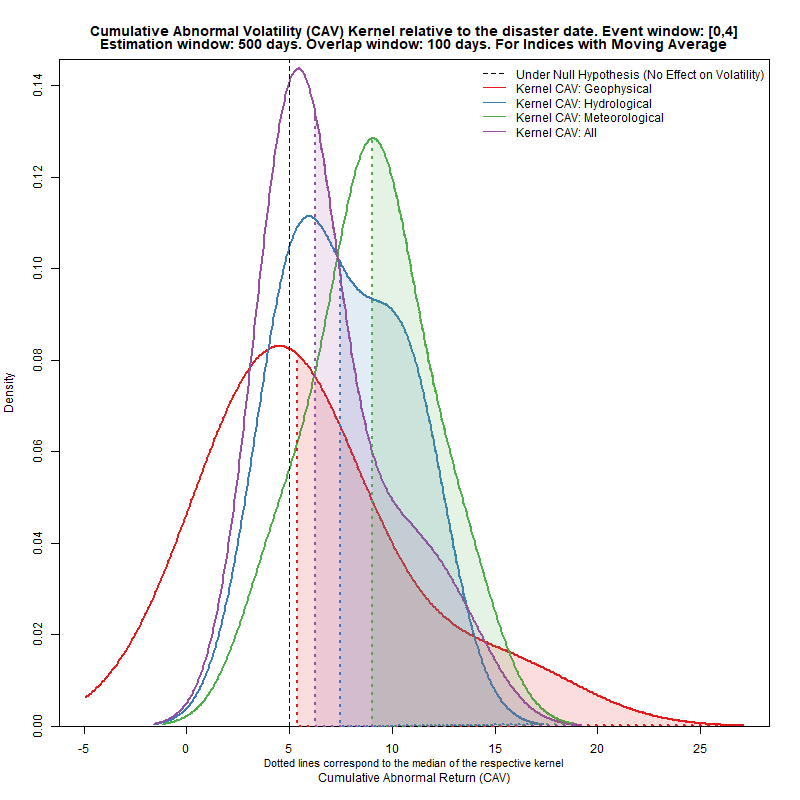 Cumulative Abnormal Volatility (CAV) Kernel relative to the disaster date. Event window: [0,4]
Estimation window: 500 days. Overlap window: 100 days. For Indices with Moving Average
Under Null Hypothesis (No Effect on Volatility)
Kernel CAV: Geophysical
Kernel CAV: Hydrological
Kernel CAV: Meteorological
Kernel CAV: All
Density
0.14
0.12
0.10
0.08
0.06
0.04
0.02
0.00
-5 0 5 10 15 20 25
Dotted lines correspond to the median of the respective kernel
Cumulative Abnormal Return (CAV)